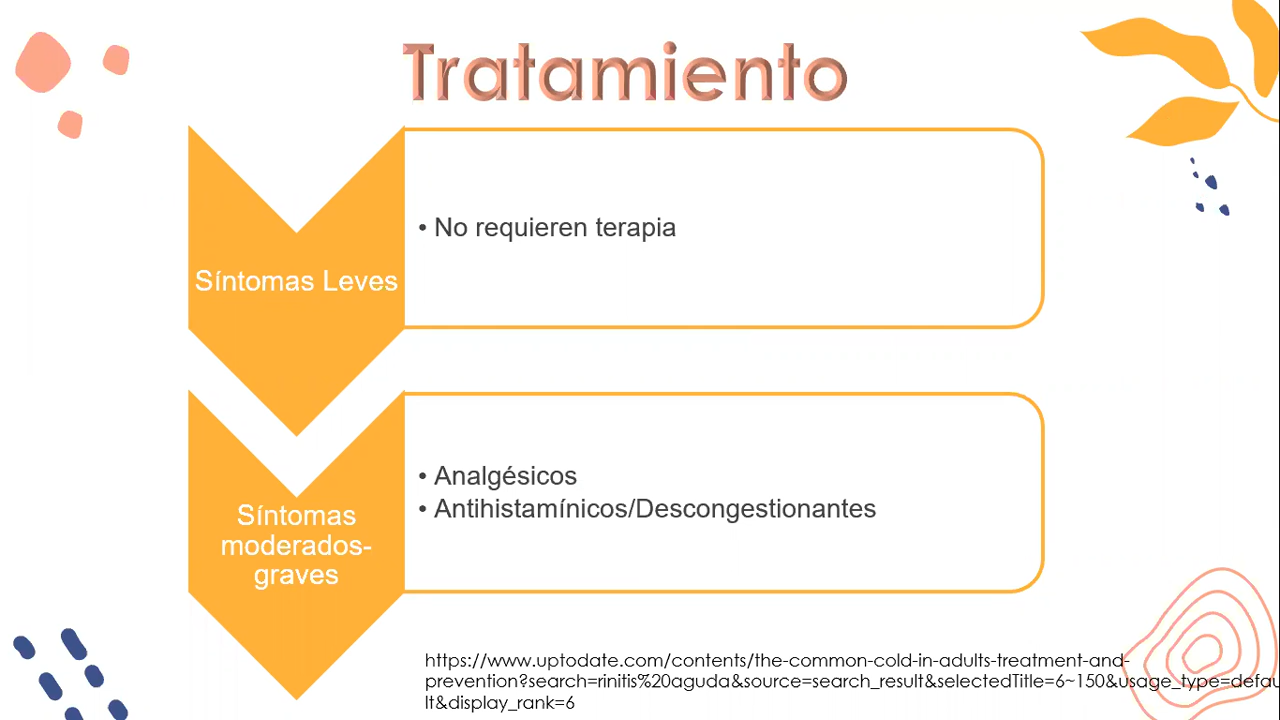 Tratamiento
Síntomas Leves
• No requieren terapia
Síntomas
moderados-
graves
• Analgésicos
• Antihistamínicos/Descongestionantes
https://www.uptodate.com/contents/the-common-cold-in-adults-treatment-and-
prevention?search=rinitis%20aguda&source=search_result&selectedTitle=6~150&usage_type=defau
lt&display_rank=6